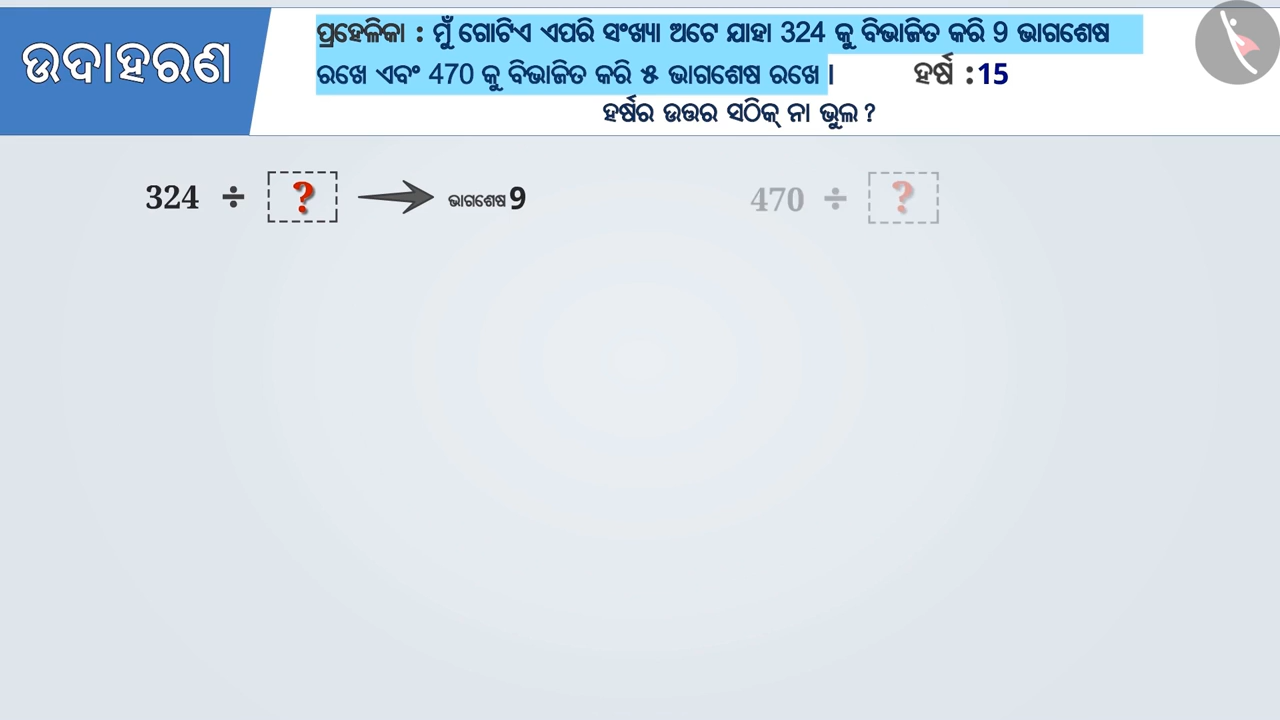 ଉଦାହରଣ
ପ୍ରହେଳିକା : ମୁଁ ଗୋଟିଏ ଏପରି ସଂଖ୍ୟା ଅଟେ ଯାହା 324 କୁ ବିଭାଜିତ କରି 9 ଭାଗଶେଷ
ରଖେ ଏବଂ 470 କୁ ବିଭାଜିତ କରି ୫ ଭାଗଶେଷ ରଖେ । ହର୍ଷ :15
ହର୍ଷର ଉତ୍ତର ସଠିକ୍ ନା ଭୁଲ ?
324 ÷ ? ଭାଗଶେଷ 9
470 ÷ ?